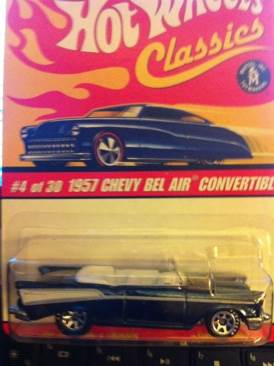 Hot Wheels
Classics
#4 of 30 1957 CHEVY BEL AIR® CONVERTIBLE